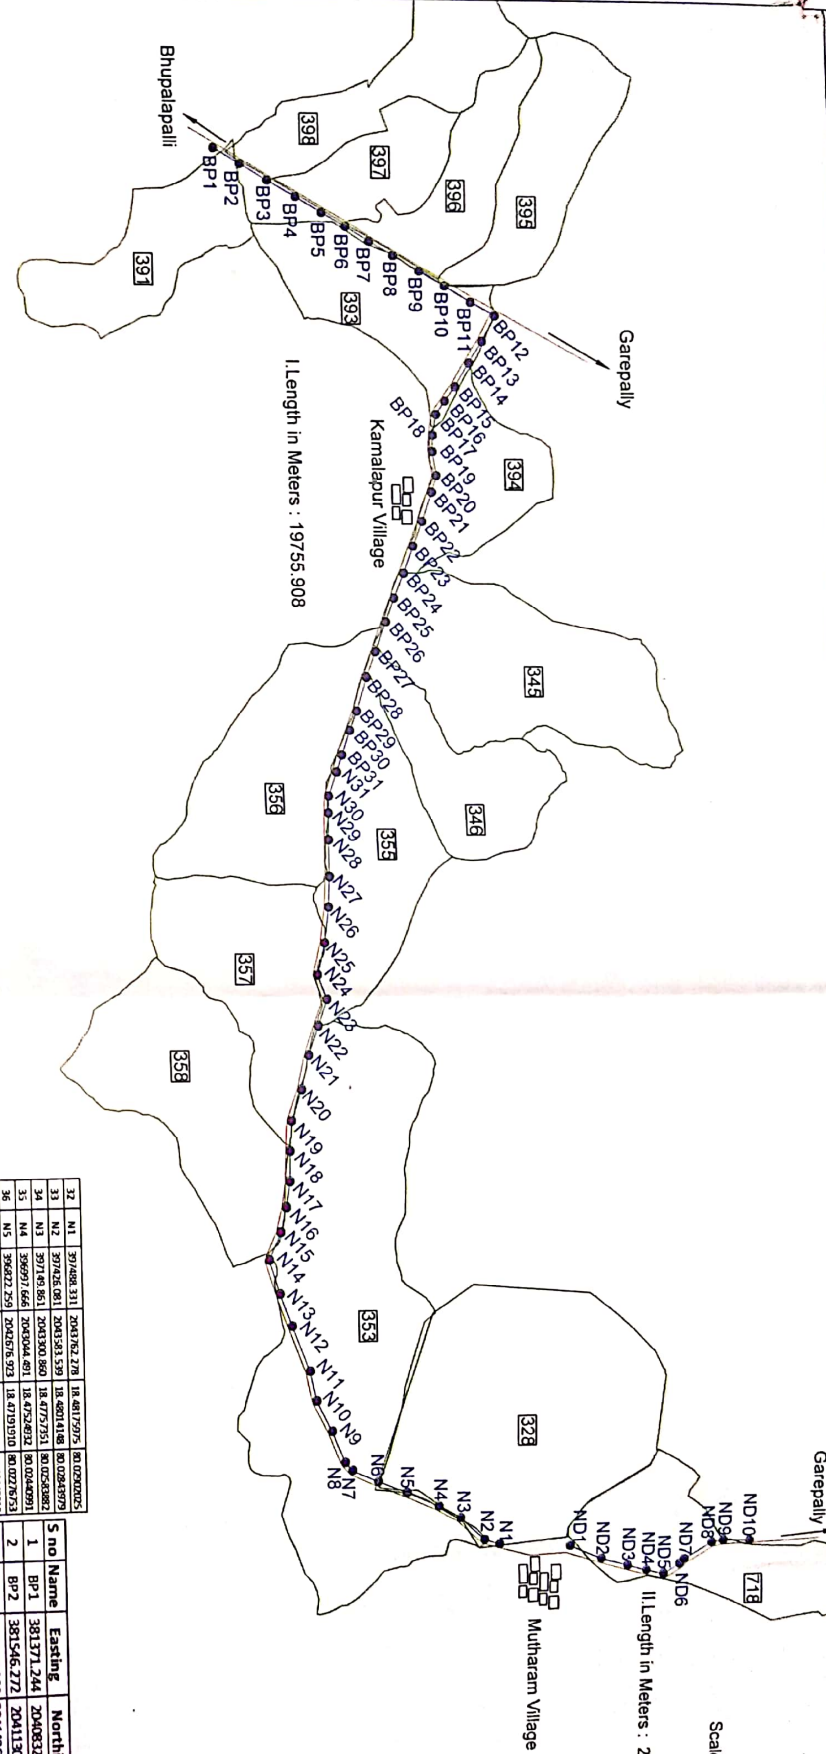 Bhupalapalli
Garepally
398
397
396
395
391
393
BP1
BP2
BP3
BP4
BP5
BP6
BP7
BP8
BP9
BP10
BP11
BP12
BP13
BP14
BP15
BP16
BP17
BP18
BP19
BP20
BP21
BP22
BP23
BP24
BP25
BP26
BP27
BP28
BP29
BP30
BP31
394
Kamalapur Village
I.Length in Meters : 19755.908
345
346
355
356
357
358
353
328
718
N31
N30
N29
N28
N27
N26
N25
N24
N23
N22
N21
N20
N19
N18
N17
N16
N15
N14
N13
N12
N11
N10
N9
N8
N7
N6
N5
N4
N3
N2
N1
ND1
ND2
ND3
ND4
ND5
ND6
ND7
ND8
ND9
ND10
Garepally
Mutharam Village
II.Length in Meters : 2
Scal
32 N1 397488.331 2043762.278 18.48175975 80.02902025
33 N2 397426.081 2043583.539 18.48014148 80.02843979
34 N3 397149.861 2043300.860 18.47757351 80.02583882
35 N4 396997.666 2043044.491 18.47524932 80.02440991
36 N5 396822.259 2042676.923 18.47191910 80.02276753
S no Name Easting North
1 BP1 381371.244 2040832
2 BP2 381546.272 204113